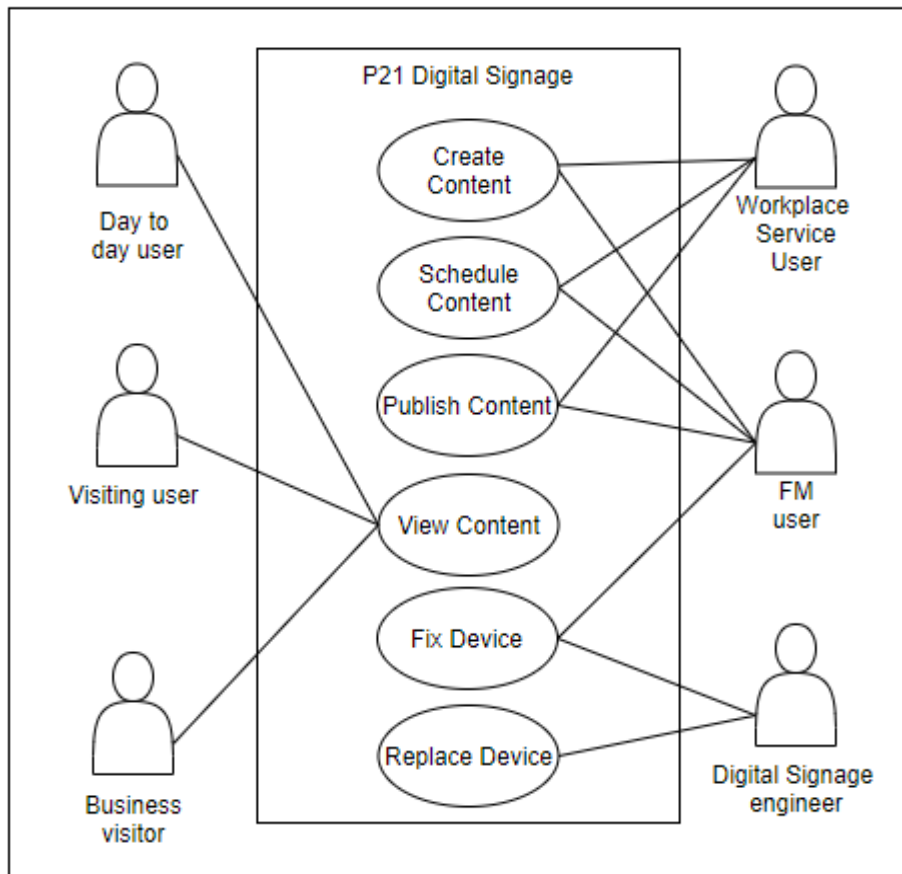 P21 Digital Signage
Day to
day user
Visiting user
Business
visitor
Create
Content
Schedule
Content
Publish Content
View Content
Fix Device
Replace Device
Workplace
Service
User
FM
user
Digital Signage
engineer